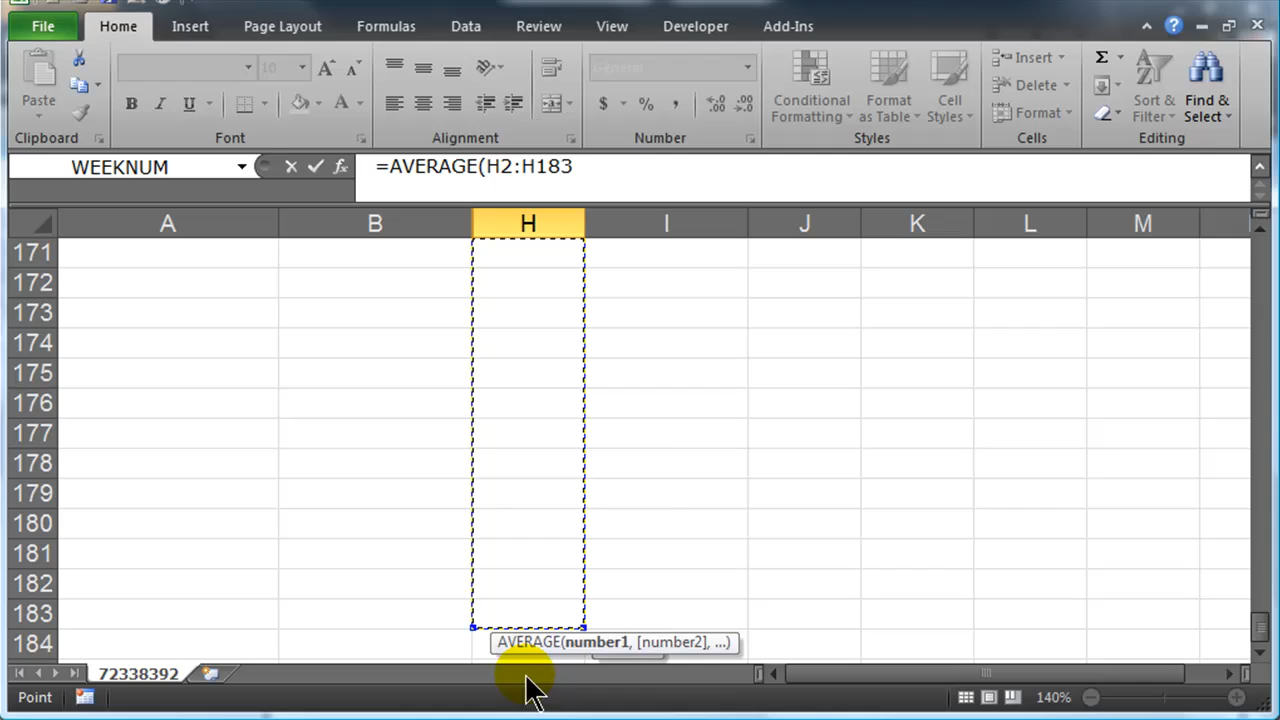 File Home Insert Page Layout Formulas Data Review View Developer Add-Ins
10 General Insert
Paste Delete
B I U $ % , Conditional Formatting Format as Table Cell Styles Format Sort & Filter Find & Select
Clipboard Font Alignment Number Styles Cells Editing
WEEKNUM fx =AVERAGE(H2:H183
A B H I J K L M
171
172
173
174
175
176
177
178
179
180
181
182
183
184 AVERAGE(number1, [number2], ...)
72338392
Point 140%